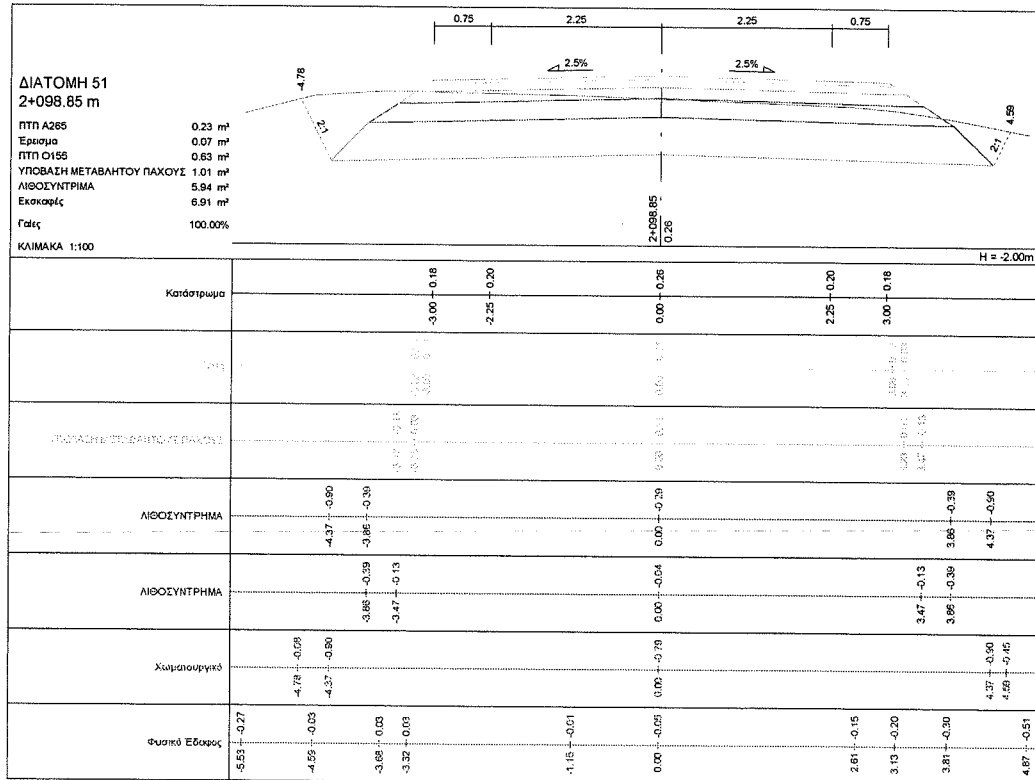 0.75 2.25 2.25 0.75
2.5% 2.5%
-4.78
2:1
4.59
2:1
ΔΙΑΤΟΜΗ 51
2+098.85 m
ΠΤΠ Α265 0.23 m²
Έρεισμα 0.07 m²
ΠΤΠ Ο155 0.63 m²
ΥΠΟΒΑΣΗ ΜΕΤΑΒΛΗΤΟΥ ΠΑΧΟΥΣ 1.01 m²
ΛΙΘΟΣΥΝΤΡΙΜΑ 5.94 m²
Εκσκαφές 6.91 m²
Γαίες 100.00%
ΚΛΙΜΑΚΑ 1:100
2+098.85
0.26
H = -2.00m
Κατάστρωμα
-3.00 0.18
-2.25 0.20
0.00 0.26
2.25 0.20
3.00 0.18
ΛΙΘΟΣΥΝΤΡΗΜΑ
-4.37 -0.90
-3.86 -0.39
0.00 -0.29
3.86 -0.39
4.37 -0.90
ΛΙΘΟΣΥΝΤΡΗΜΑ
-3.86 -0.39
-3.47 -0.13
0.00 -0.04
3.47 -0.13
3.86 -0.39
Χωματουργικό
-4.78 -0.08
-4.37 -0.90
0.00 -0.79
4.37 -0.90
4.59 -0.45
Φυσικό Έδαφος
-5.53 -0.27
-4.59 -0.03
-3.68 0.03
-3.32 0.03
-1.15 -0.01
0.00 -0.05
2.61 -0.15
3.13 -0.20
3.81 -0.30
4.87 -0.51